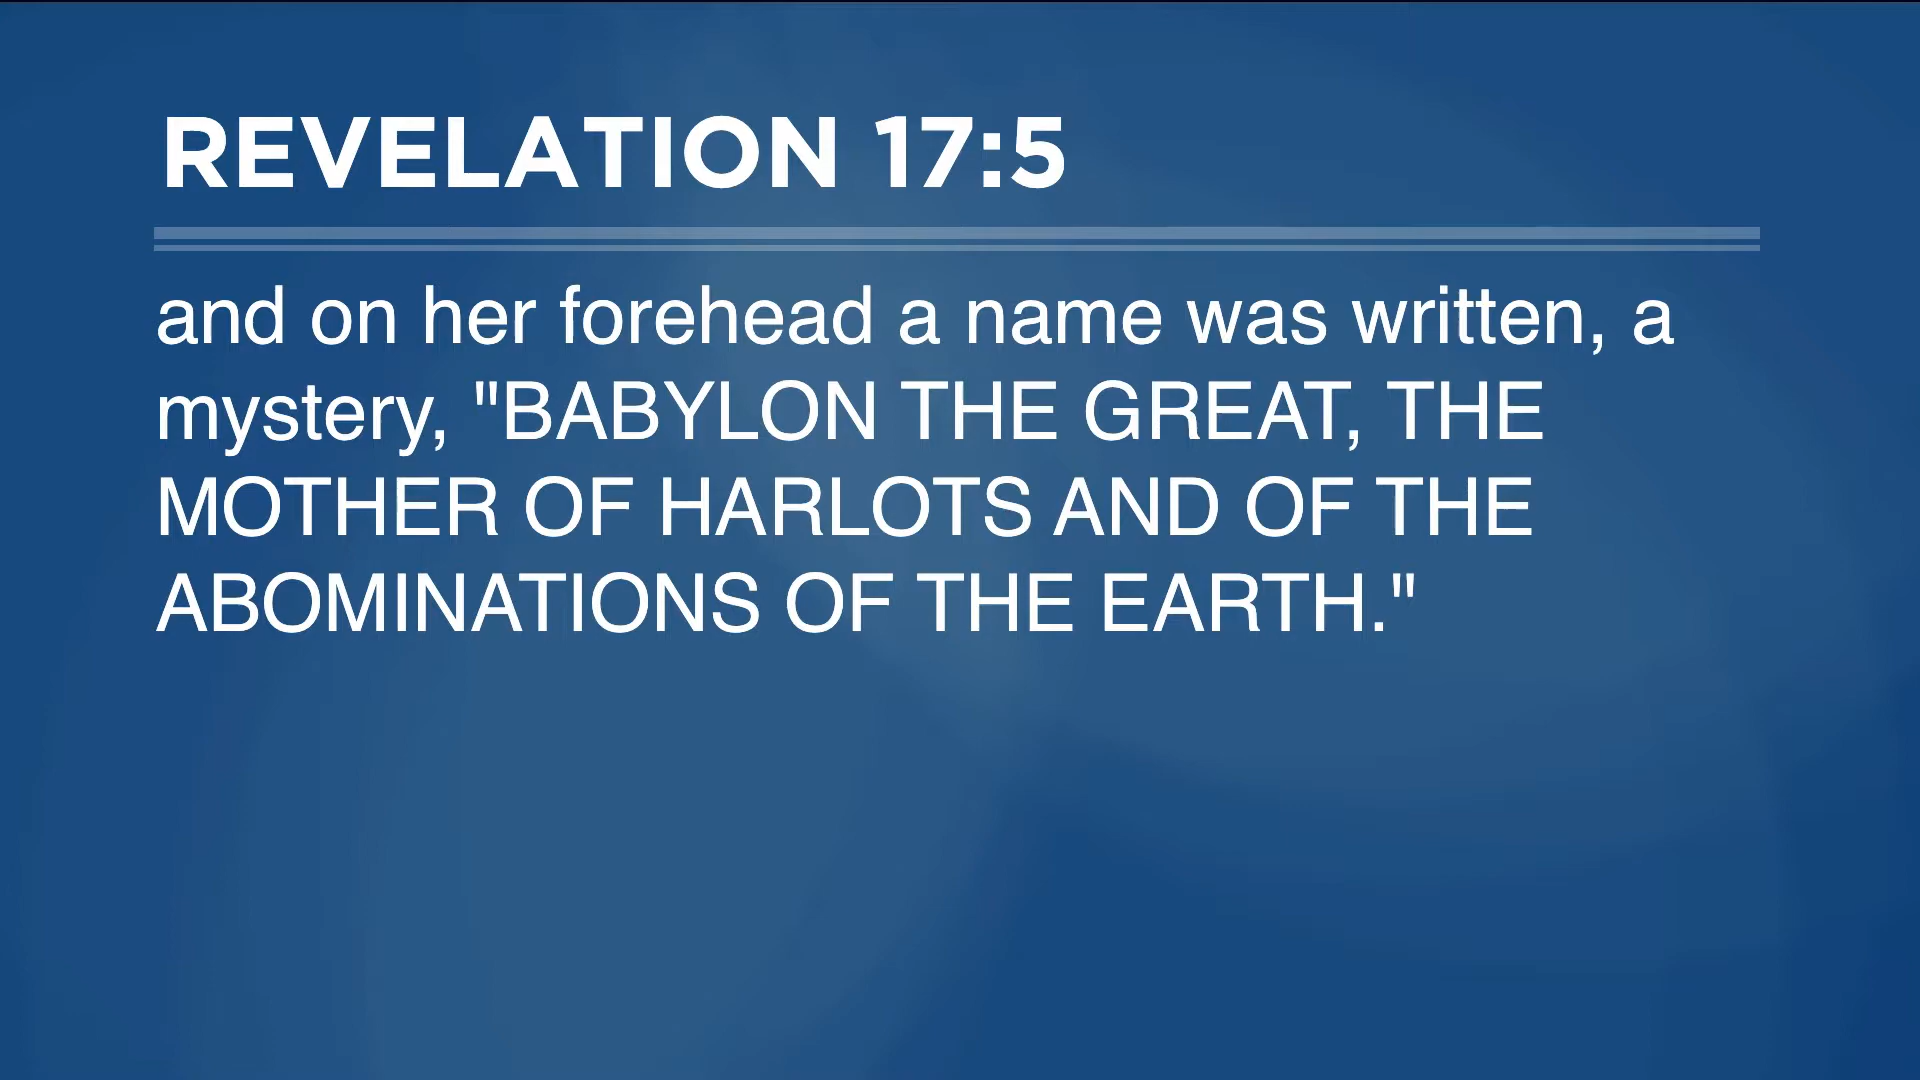 REVELATION 17:5
and on her forehead a name was written, a
mystery, "BABYLON THE GREAT, THE
MOTHER OF HARLOTS AND OF THE
ABOMINATIONS OF THE EARTH."